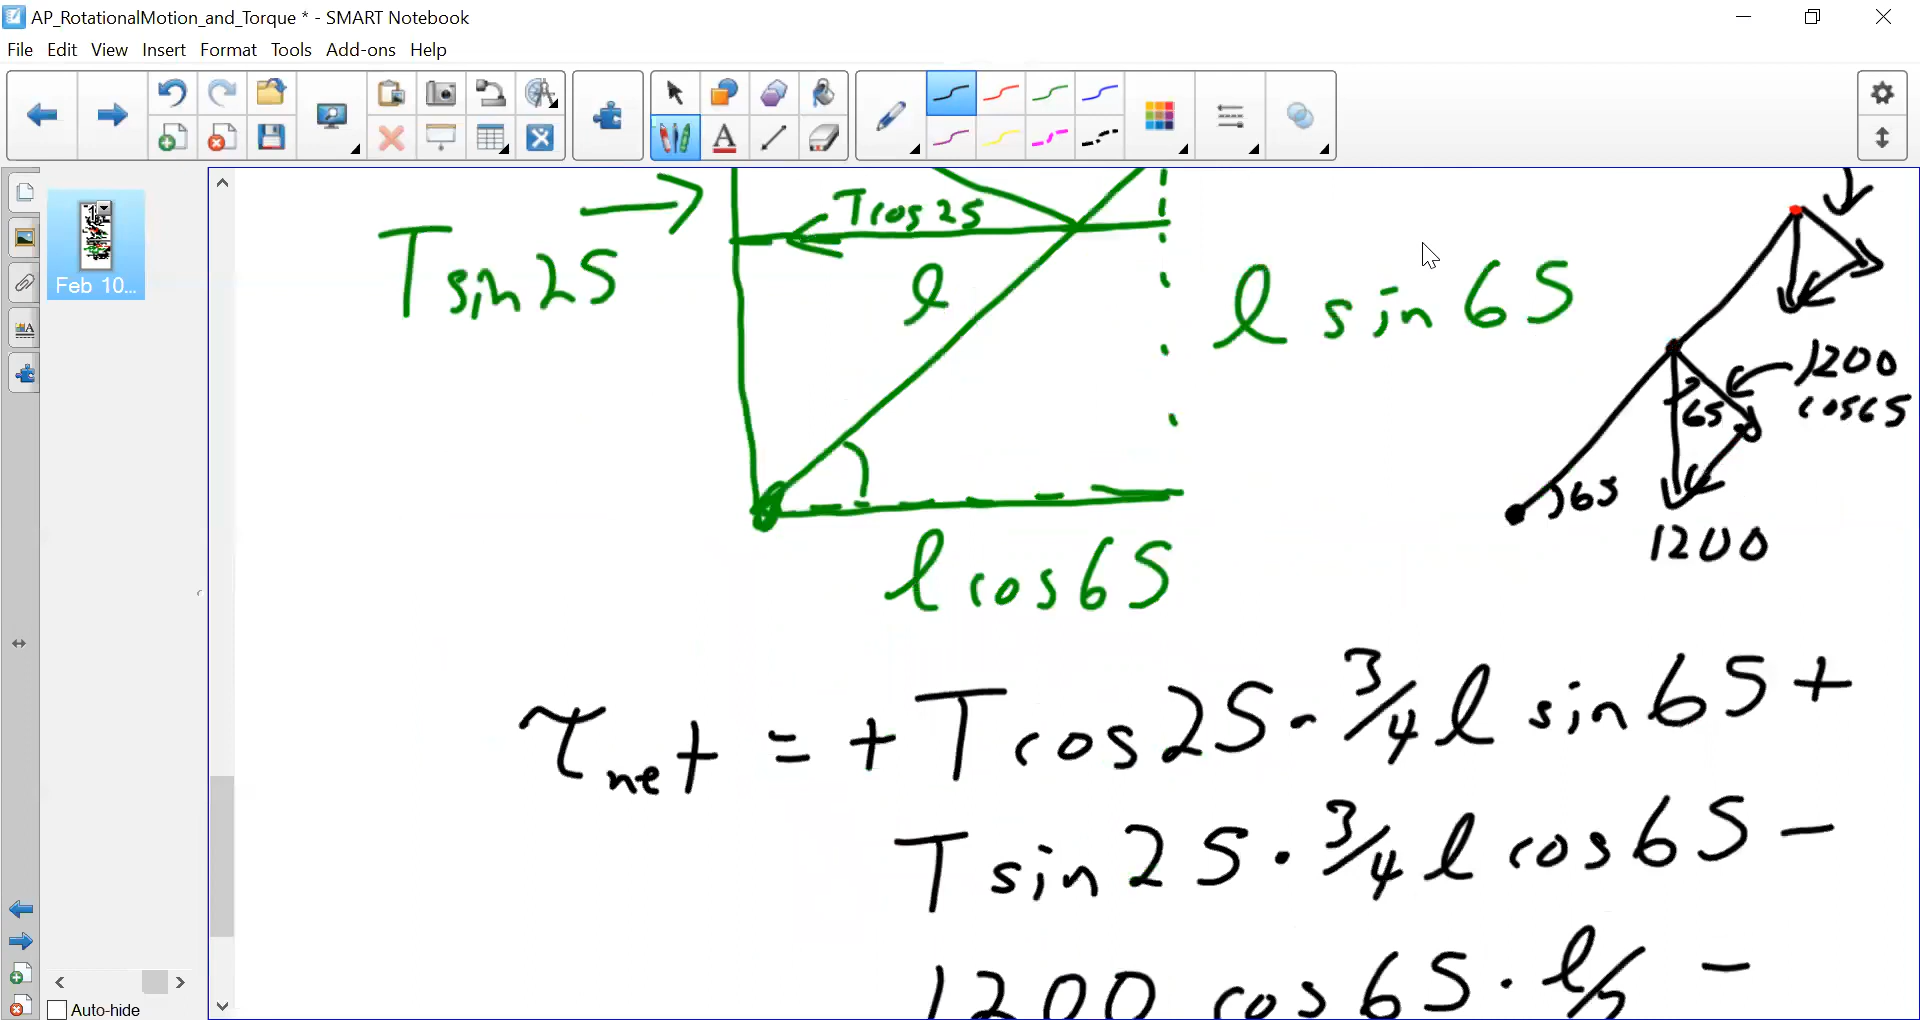 AP_RotationalMotion_and_Torque * - SMART Notebook
File Edit View Insert Format Tools Add-ons Help
Feb 10...
T cos 25
T sin 25
l
l sin 65
1200
cos 65
65
65
1200
l cos 65
τnet = + T cos 25 · 3/4 l sin 65 +
T sin 25 · 3/4 l cos 65 −
1200 cos 65 · l/2 −
Auto-hide